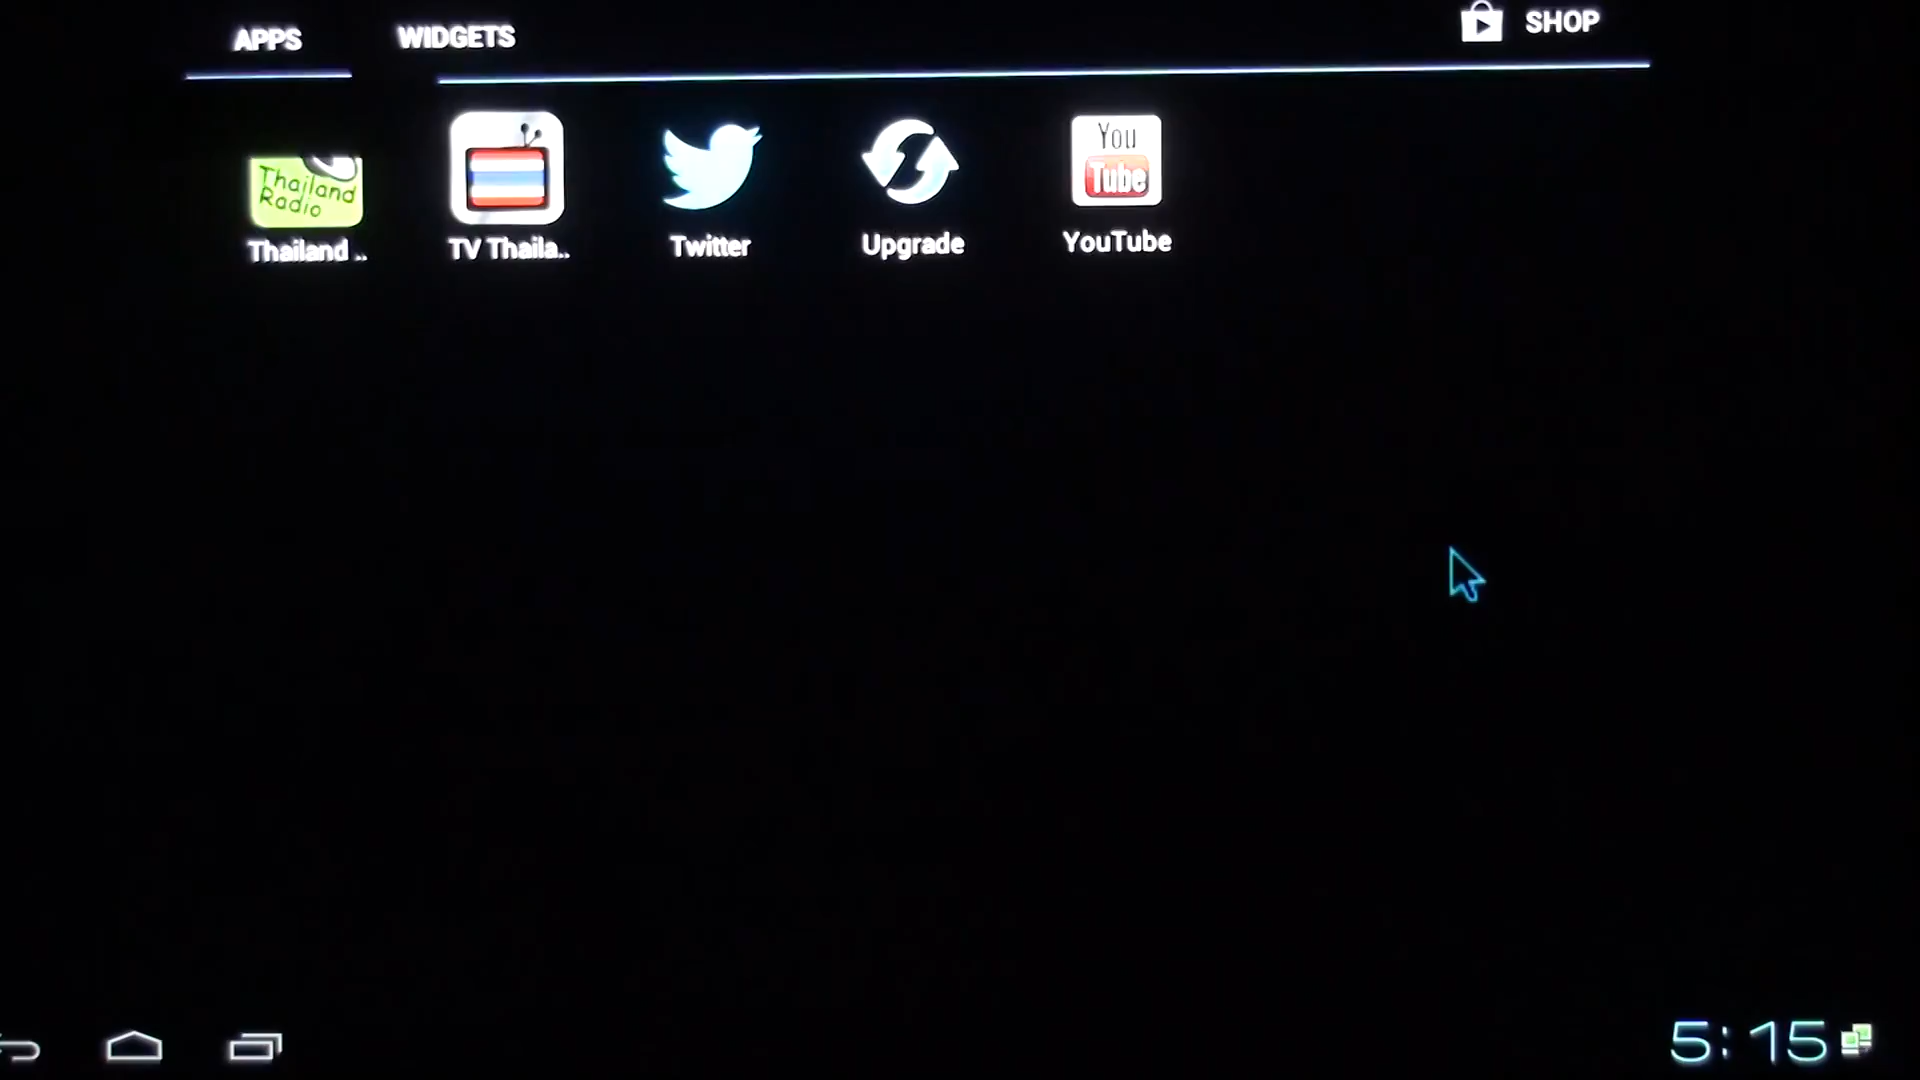 APPS WIDGETS SHOP
Thailand
Radio
You
Tube
Thailand .. TV Thaila.. Twitter Upgrade YouTube
5:15